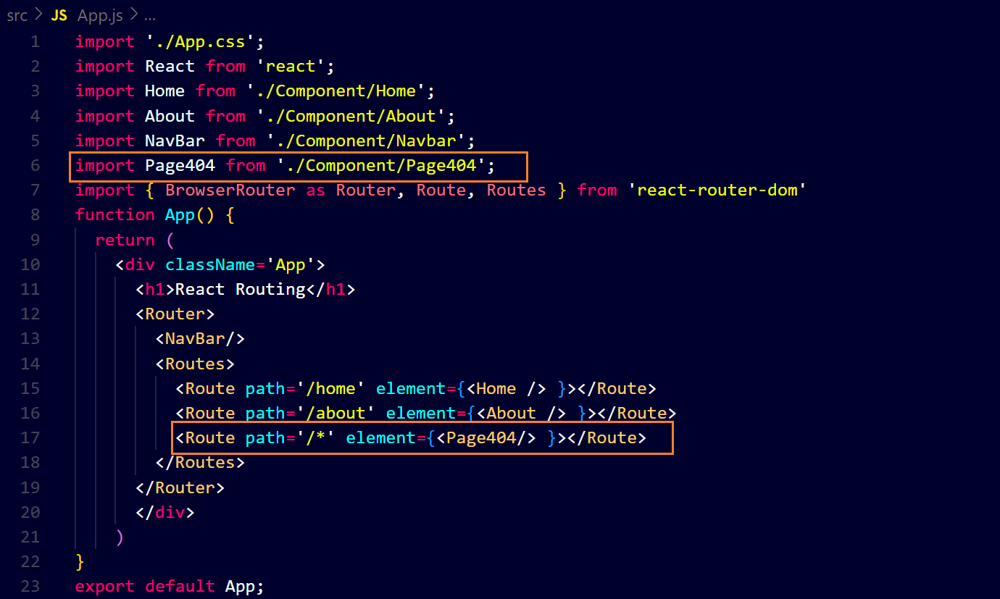 src > JS App.js > ...
1 import './App.css';
2 import React from 'react';
3 import Home from './Component/Home';
4 import About from './Component/About';
5 import NavBar from './Component/Navbar';
6 import Page404 from './Component/Page404';
7 import { BrowserRouter as Router, Route, Routes } from 'react-router-dom'
8 function App() {
9   return (
10     <div className='App'>
11       <h1>React Routing</h1>
12       <Router>
13         <NavBar/>
14         <Routes>
15           <Route path='/home' element={<Home /> }></Route>
16           <Route path='/about' element={<About /> }></Route>
17           <Route path='/*' element={<Page404/> }></Route>
18         </Routes>
19       </Router>
20       </div>
21     )
22 }
23 export default App;